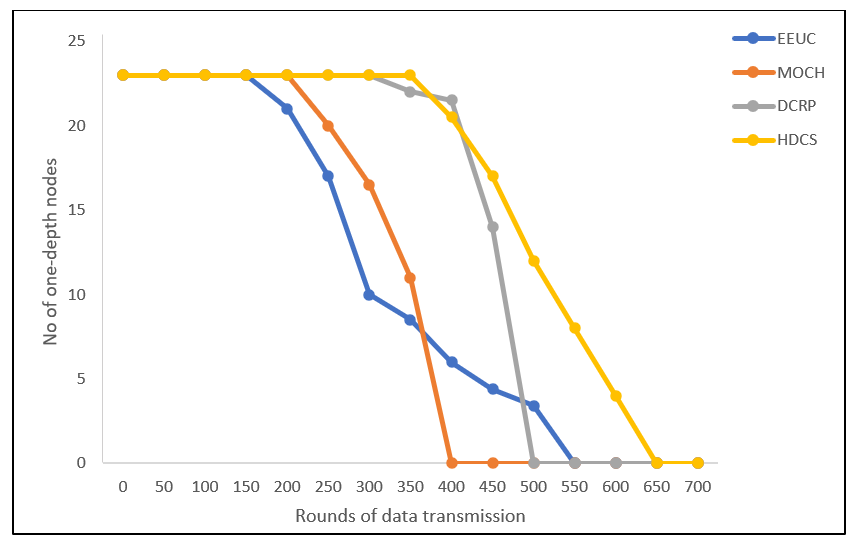 25
20
15
10
5
0
No of one-depth nodes
0 50 100 150 200 250 300 350 400 450 500 550 600 650 700
Rounds of data transmission
EEUC
MOCH
DCRP
HDCS